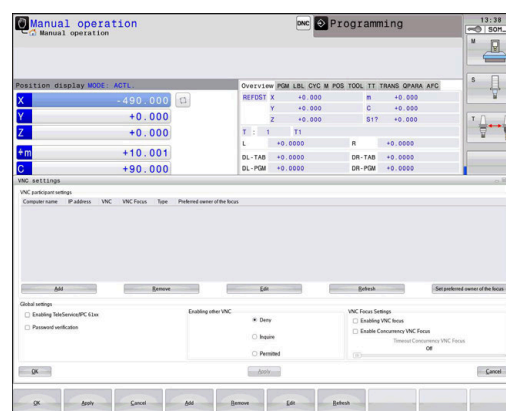 Manual operation
Manual operation
DNC
Programming
13:38
Position display MODE: ACTL.
X -490.000
Y +0.000
Z +0.000
+m +10.001
C +90.000
Overview PGM LBL CYC M POS TOOL TT TRANS QPARA AFC
REFDST X +0.000 m +0.000
Y +0.000 C +0.000
Z +0.000 S1? +0.000
T : 1 T1
L +0.0000 R +0.0000
DL-TAB +0.0000 DR-TAB +0.0000
DL-PGM +0.0000 DR-PGM +0.0000
M
S
T
VNC settings
VNC participant settings
Computer name IP address VNC VNC Focus Type Preferred owner of the focus
Add Remove Edit Refresh Set preferred owner of the focus
Global settings
Enabling TeleService/IPC 61xx
Password verification
Enabling other VNC
Deny
Inquire
Permitted
VNC Focus Settings
Enabling VNC focus
Enable Concurrency VNC Focus
Timeout Concurrency VNC Focus
Off
OK Apply Cancel
OK Apply Cancel Add Remove Edit Refresh